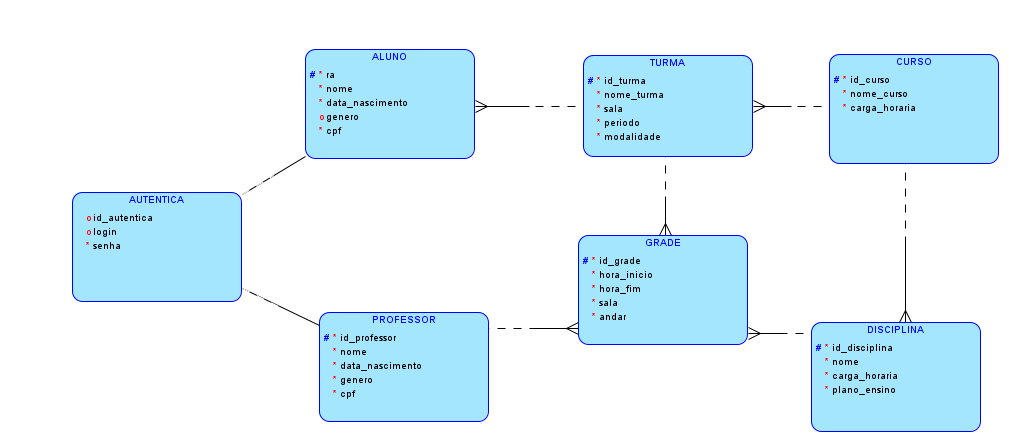 ALUNO
# * ra
* nome
* data_nascimento
o genero
* cpf
TURMA
# * id_turma
* nome_turma
* sala
* periodo
* modalidade
CURSO
# * id_curso
* nome_curso
* carga_horaria
AUTENTICA
o id_autentica
o login
* senha
GRADE
# * id_grade
* hora_inicio
* hora_fim
* sala
* andar
PROFESSOR
# * id_professor
* nome
* data_nascimento
* genero
* cpf
DISCIPLINA
# * id_disciplina
* nome
* carga_horaria
* plano_ensino